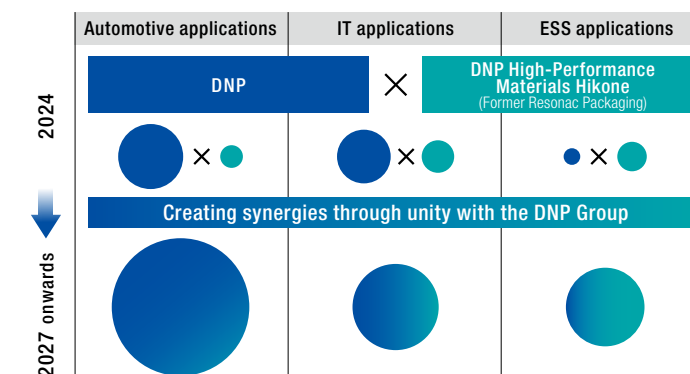 Automotive applications
IT applications
ESS applications
2024
DNP
×
DNP High-Performance
Materials Hikone
(Former Resonac Packaging)
×
×
×
Creating synergies through unity with the DNP Group
2027 onwards